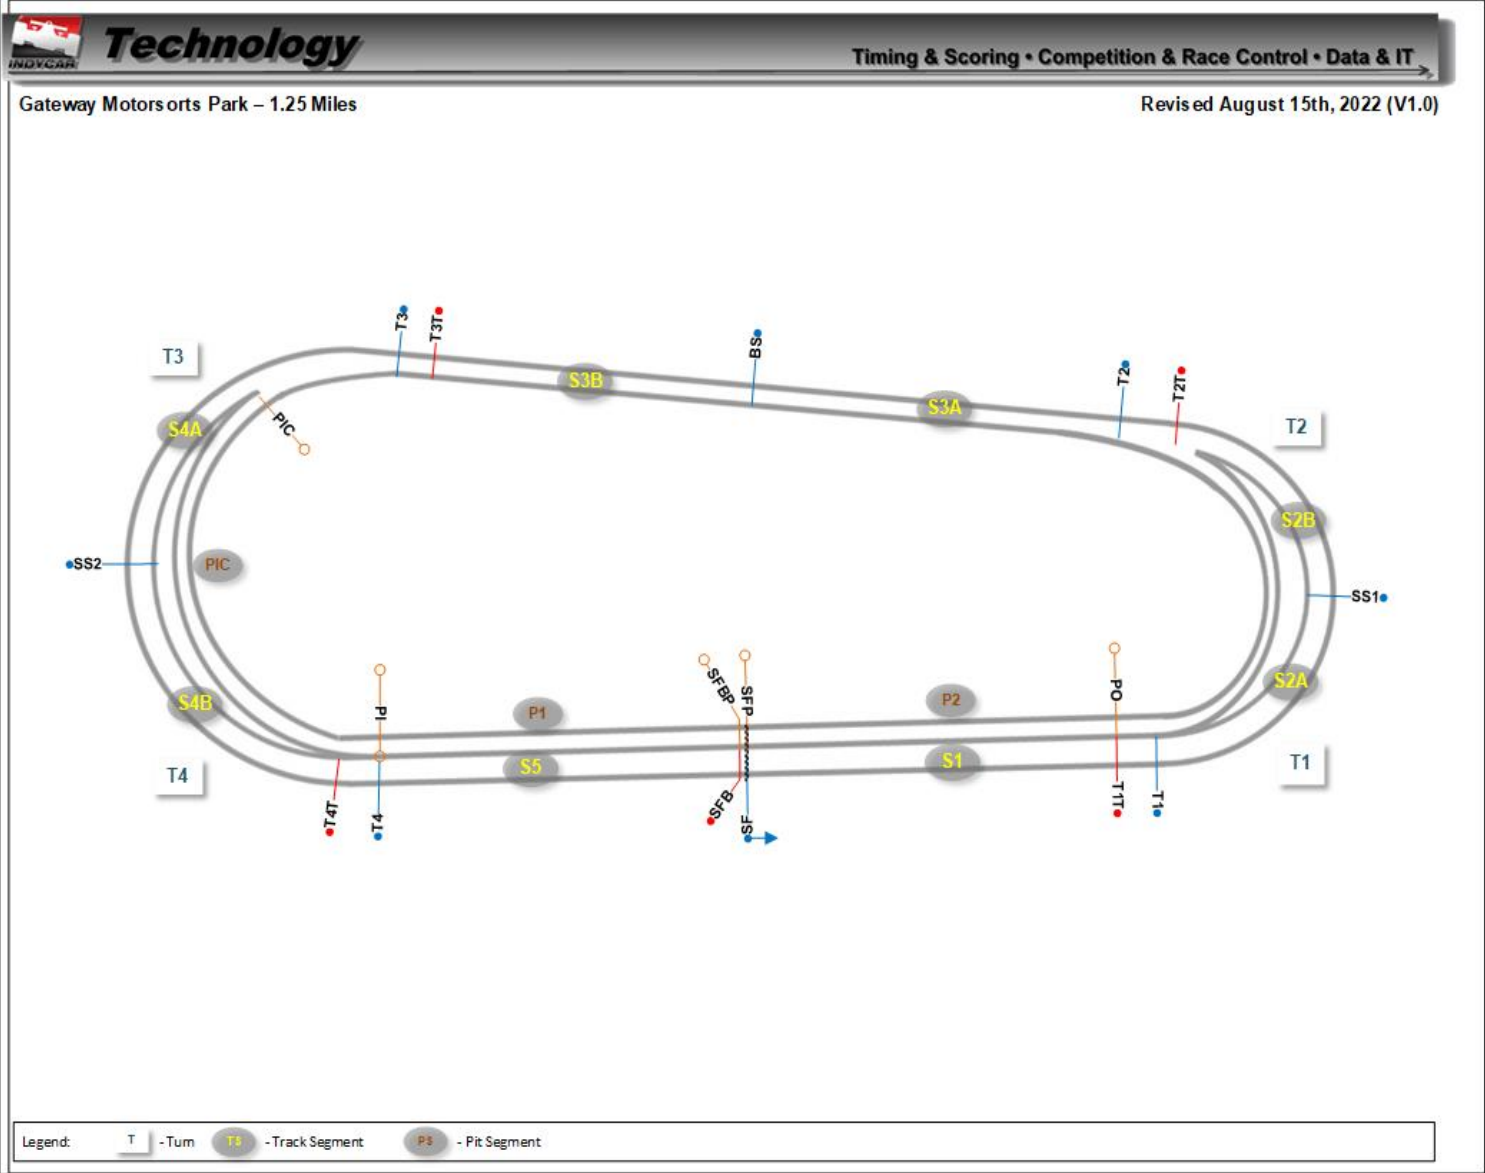 INDYCAR
Technology
Timing & Scoring • Competition & Race Control • Data & IT
Gateway Motorsorts Park – 1.25 Miles
Revised August 15th, 2022 (V1.0)
T3
T3T
BS
T2
T2T
T3
S3B
S3A
T2
S4A
PIC
S2B
SS2
PIC
SS1
S4B
PI
P1
SFBP
SFP
P2
PO
S2A
T4
S5
S1
T1
T4T
T4
SFB
SF
T1T
T1
Legend:
T
- Turn
TS
- Track Segment
PS
- Pit Segment